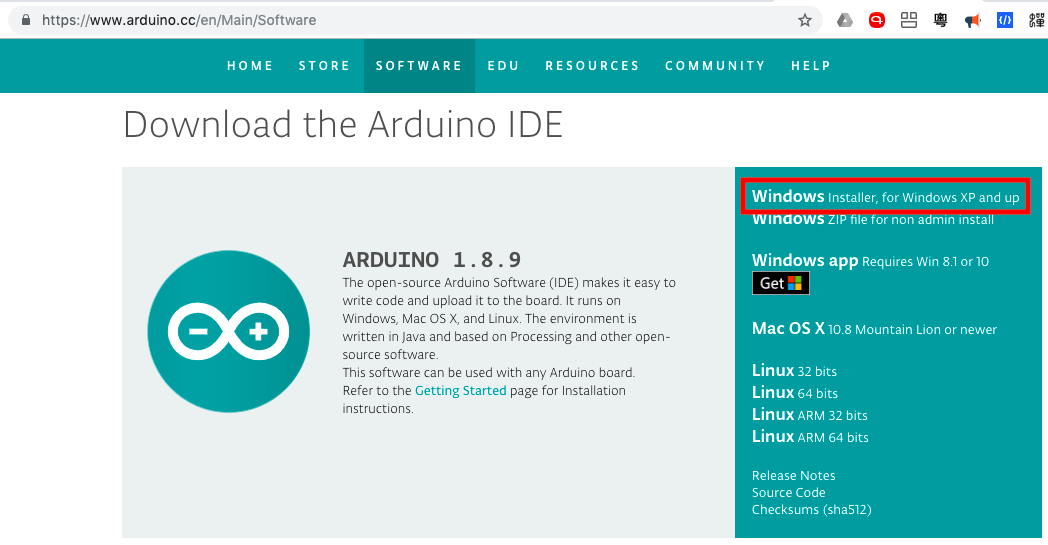 https://www.arduino.cc/en/Main/Software
粵
HOME STORE SOFTWARE EDU RESOURCES COMMUNITY HELP
Download the Arduino IDE
ARDUINO 1.8.9
The open-source Arduino Software (IDE) makes it easy to
write code and upload it to the board. It runs on
Windows, Mac OS X, and Linux. The environment is
written in Java and based on Processing and other open-
source software.
This software can be used with any Arduino board.
Refer to the Getting Started page for Installation
instructions.
Windows Installer, for Windows XP and up
Windows ZIP file for non admin install
Windows app Requires Win 8.1 or 10
Get
Mac OS X 10.8 Mountain Lion or newer
Linux 32 bits
Linux 64 bits
Linux ARM 32 bits
Linux ARM 64 bits
Release Notes
Source Code
Checksums (sha512)